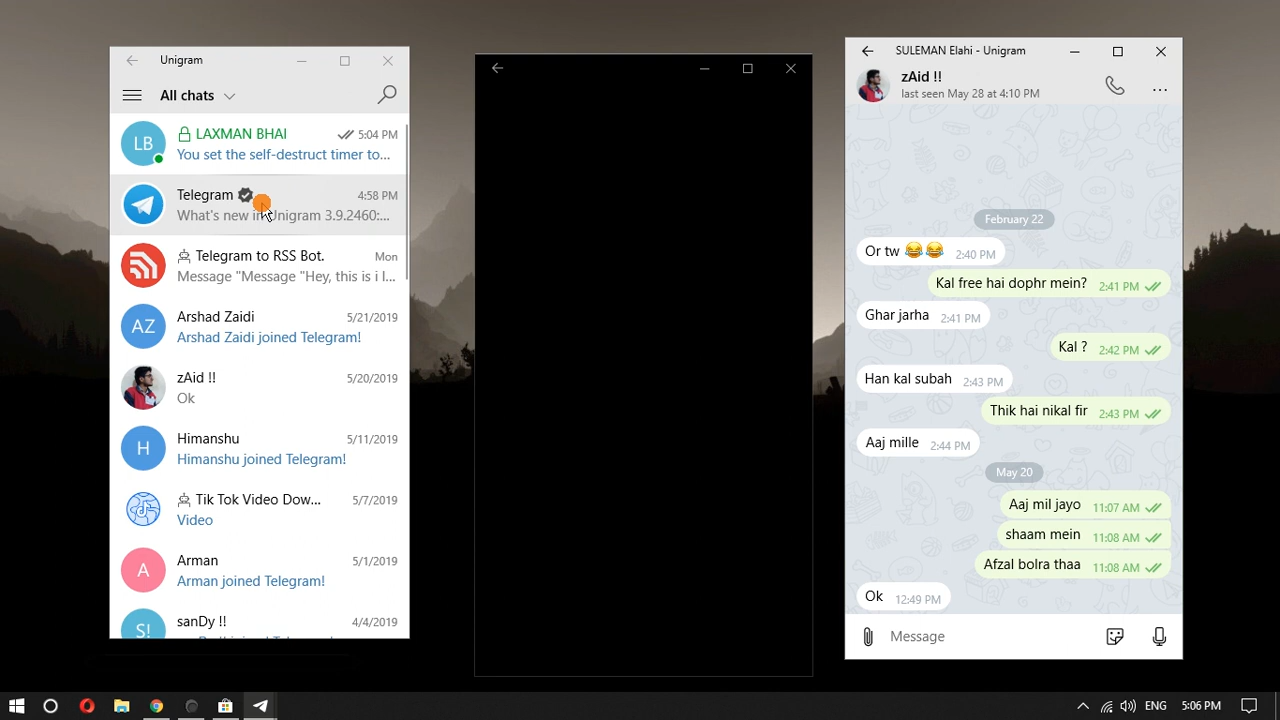 Unigram
All chats
LB
LAXMAN BHAI 5:04 PM
You set the self-destruct timer to...
Telegram 4:58 PM
What's new in Unigram 3.9.2460:...
Telegram to RSS Bot. Mon
Message "Message "Hey, this is i l...
AZ
Arshad Zaidi 5/21/2019
Arshad Zaidi joined Telegram!
zAid !! 5/20/2019
Ok
H
Himanshu 5/11/2019
Himanshu joined Telegram!
Tik Tok Video Dow... 5/7/2019
Video
A
Arman 5/1/2019
Arman joined Telegram!
S!
sanDy !! 4/4/2019
SULEMAN Elahi - Unigram
zAid !!
last seen May 28 at 4:10 PM
February 22
Or tw 😂😂 2:40 PM
Kal free hai dophr mein? 2:41 PM
Ghar jarha 2:41 PM
Kal ? 2:42 PM
Han kal subah 2:43 PM
Thik hai nikal fir 2:43 PM
Aaj mille 2:44 PM
May 20
Aaj mil jayo 11:07 AM
shaam mein 11:08 AM
Afzal bolra thaa 11:08 AM
Ok 12:49 PM
Message
ENG 5:06 PM